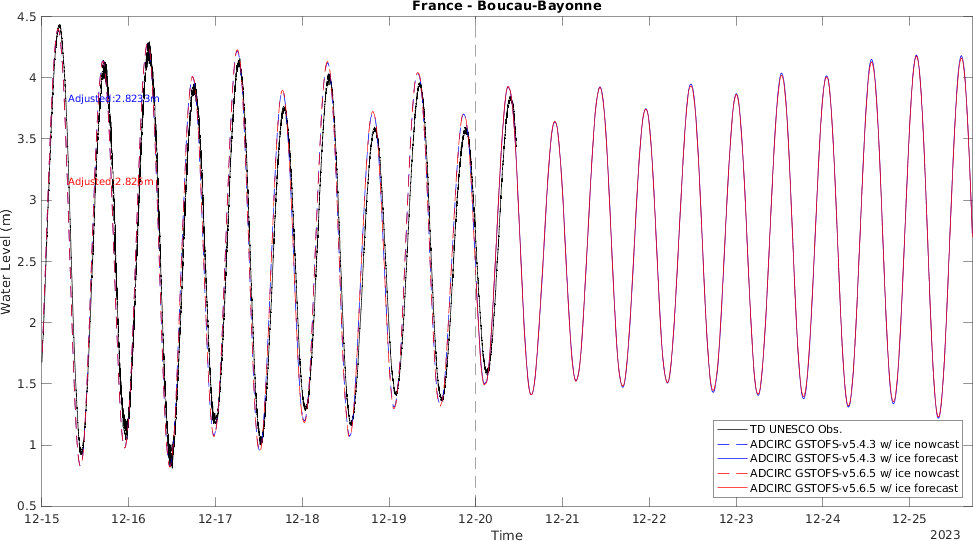 France - Boucau-Bayonne
Water Level (m)
4.5
4
3.5
3
2.5
2
1.5
1
0.5
Adjusted:2.8233m
Adjusted:2.826m
TD UNESCO Obs.
ADCIRC GSTOFS-v5.4.3 w/ ice nowcast
ADCIRC GSTOFS-v5.4.3 w/ ice forecast
ADCIRC GSTOFS-v5.6.5 w/ ice nowcast
ADCIRC GSTOFS-v5.6.5 w/ ice forecast
12-15 12-16 12-17 12-18 12-19 12-20 12-21 12-22 12-23 12-24 12-25
2023
Time